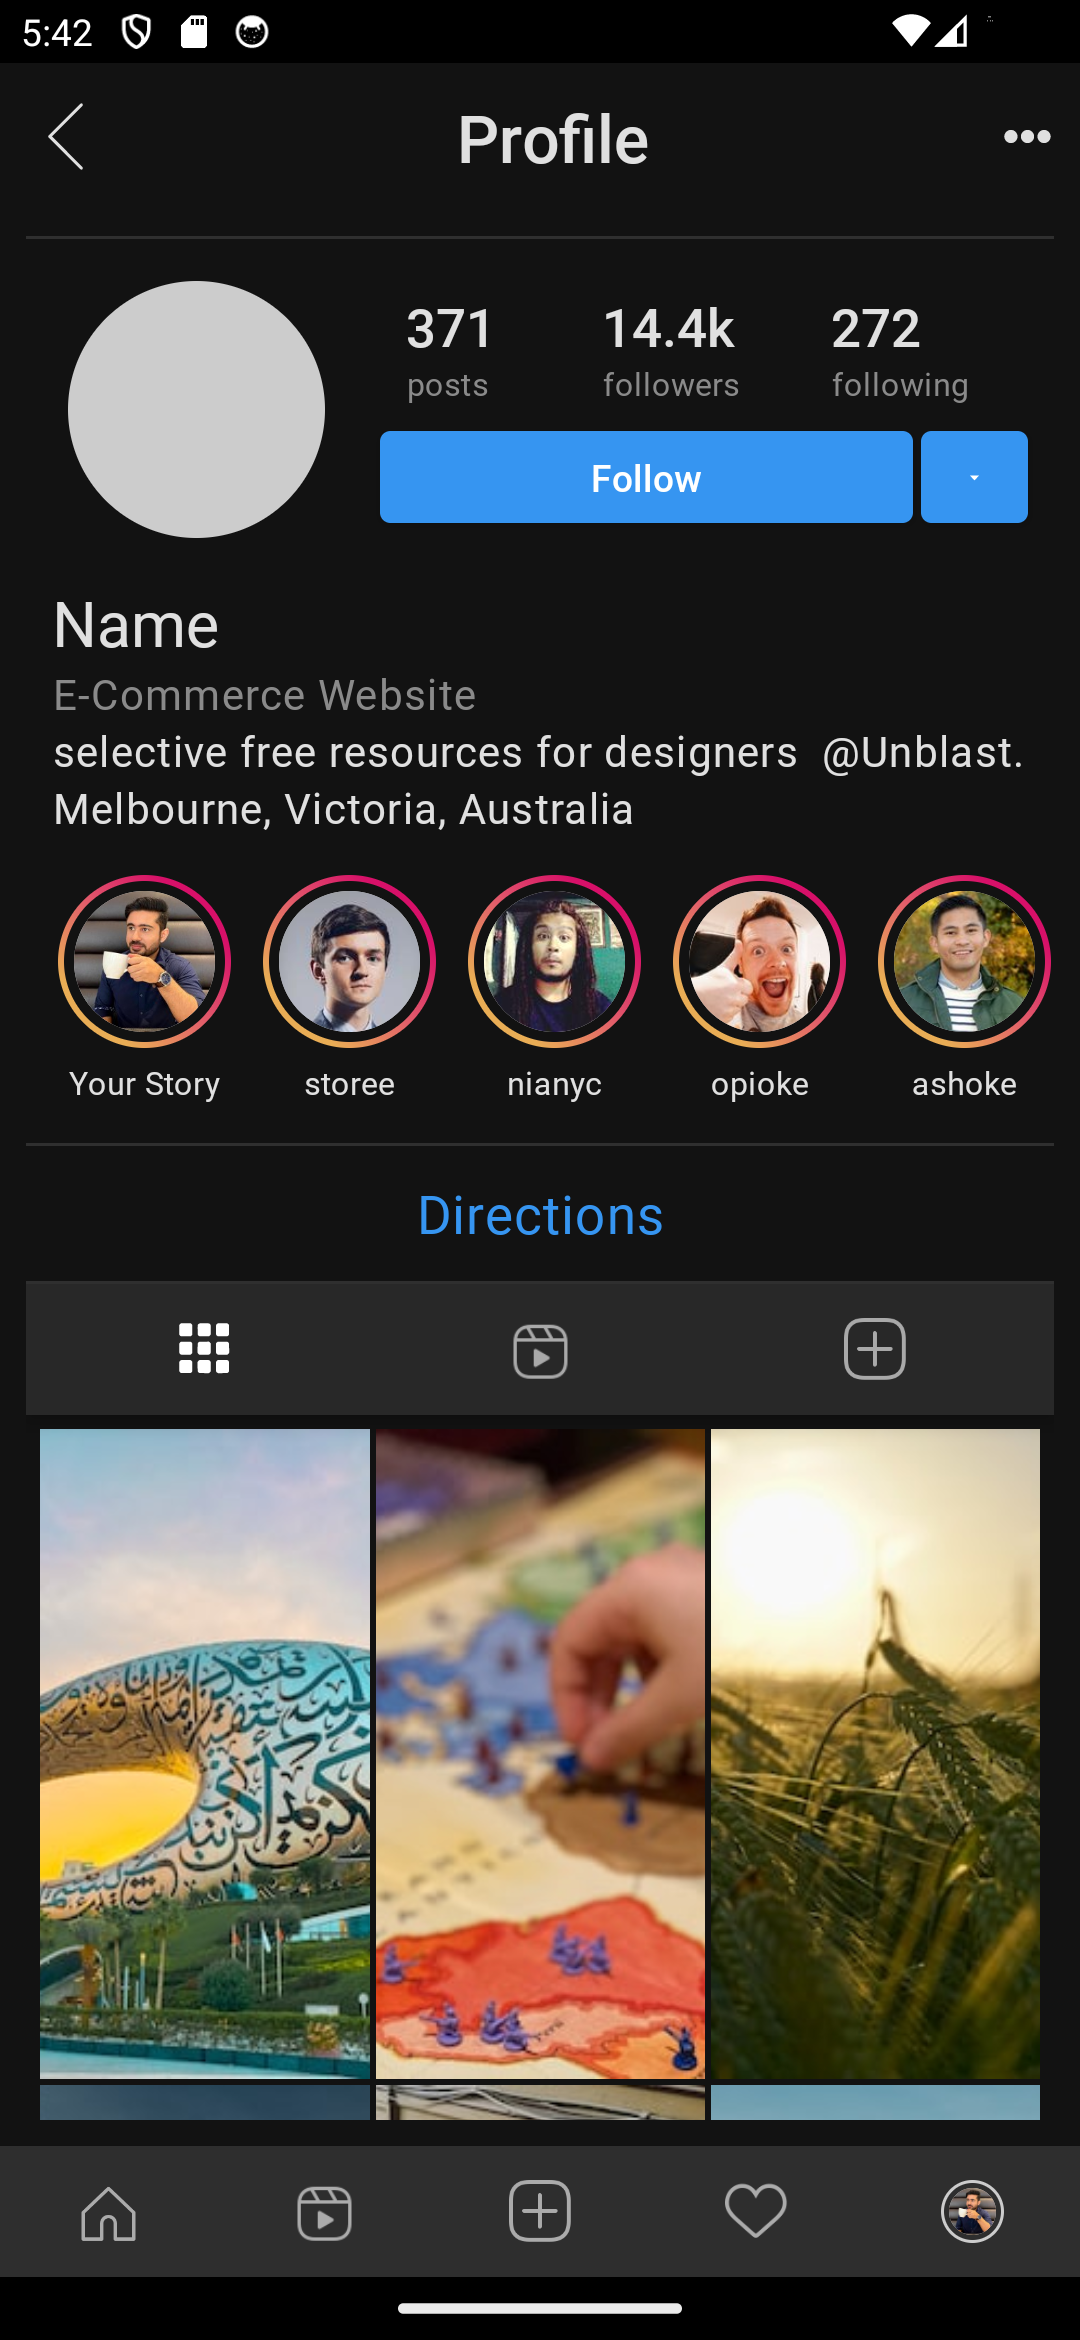 5:42
Profile
371 14.4k 272
posts followers following
Follow
Name
E-Commerce Website
selective free resources for designers @Unblast.
Melbourne, Victoria, Australia
Your Story storee nianyc opioke ashoke
Directions